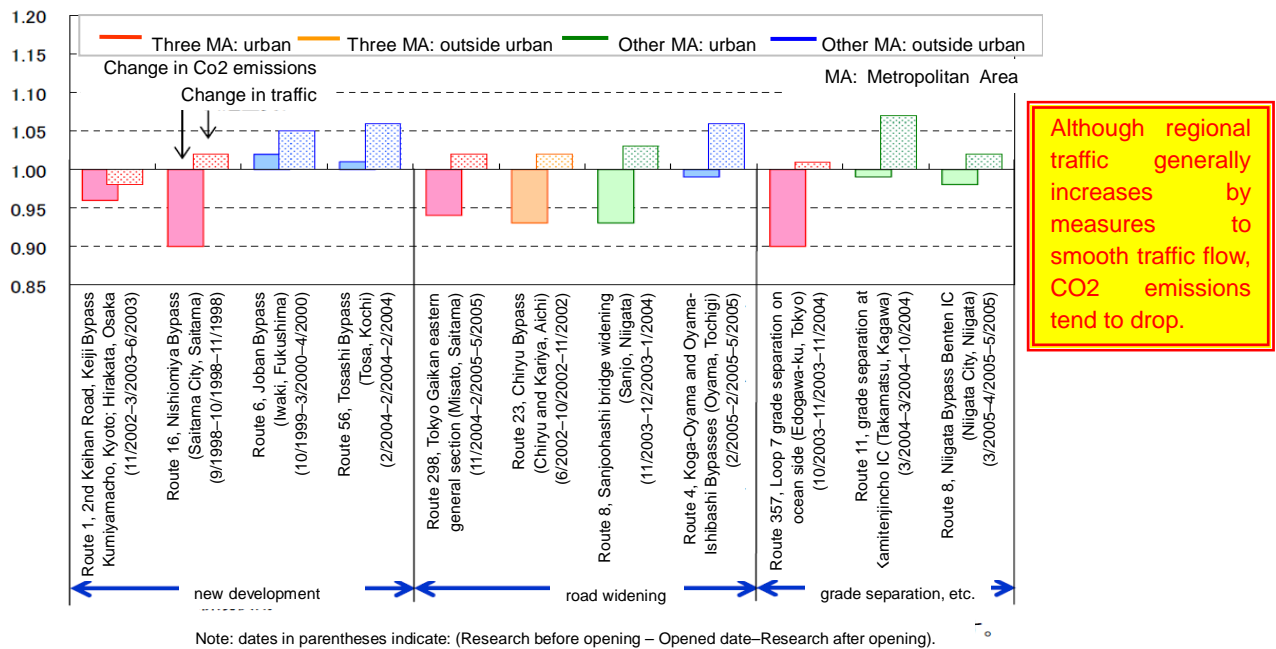 1.20
1.15
1.10
1.05
1.00
0.95
0.90
0.85
Three MA: urban
Three MA: outside urban
Other MA: urban
Other MA: outside urban
Change in Co2 emissions
Change in traffic
MA: Metropolitan Area
Although regional
traffic generally
increases by
measures to
smooth traffic flow,
CO2 emissions
tend to drop.
Route 1, 2nd Keihan Road, Keiji Bypass
Kumiyamacho, Kyoto; Hirakata, Osaka
(11/2002–3/2003–6/2003)
Route 16, Nishiomiya Bypass
(Saitama City, Saitama)
(9/1998–10/1998–11/1998)
Route 6, Joban Bypass
(Iwaki, Fukushima)
(10/1999–3/2000–4/2000)
Route 56, Tosashi Bypass
(Tosa, Kochi)
(2/2004–2/2004–2/2004)
Route 298, Tokyo Gaikan eastern
general section (Misato, Saitama)
(11/2004–2/2005–5/2005)
Route 23, Chiryu Bypass
(Chiryu and Kariya, Aichi)
(6/2002–10/2002–11/2002)
Route 8, Sanjoohashi bridge widening
(Sanjo, Niigata)
(11/2003–12/2003–1/2004)
Route 4, Koga-Oyama and Oyama-
Ishibashi Bypasses (Oyama, Tochigi)
(2/2005–2/2005–5/2005)
Route 357, Loop 7 grade separation on
ocean side (Edogawa-ku, Tokyo)
(10/2003–11/2003–11/2004)
Route 11, grade separation at
Kamitenjincho IC (Takamatsu, Kagawa)
(3/2004–3/2004–10/2004)
Route 8, Niigata Bypass Benten IC
(Niigata City, Niigata)
(3/2005–4/2005–5/2005)
new development
road widening
grade separation, etc.
Note: dates in parentheses indicate: (Research before opening – Opened date–Research after opening).